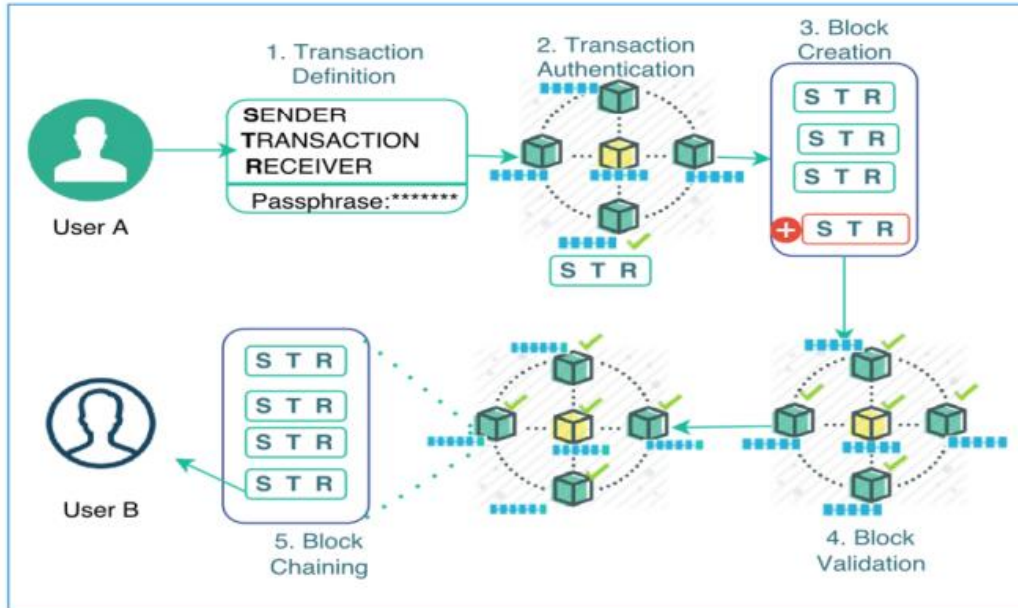 1. Transaction
Definition
2. Transaction
Authentication
3. Block
Creation
SENDER
TRANSACTION
RECEIVER
Passphrase:*******
User A
S T R
S T R
S T R
S T R
S T R
S T R
S T R
S T R
S T R
User B
5. Block
Chaining
4. Block
Validation